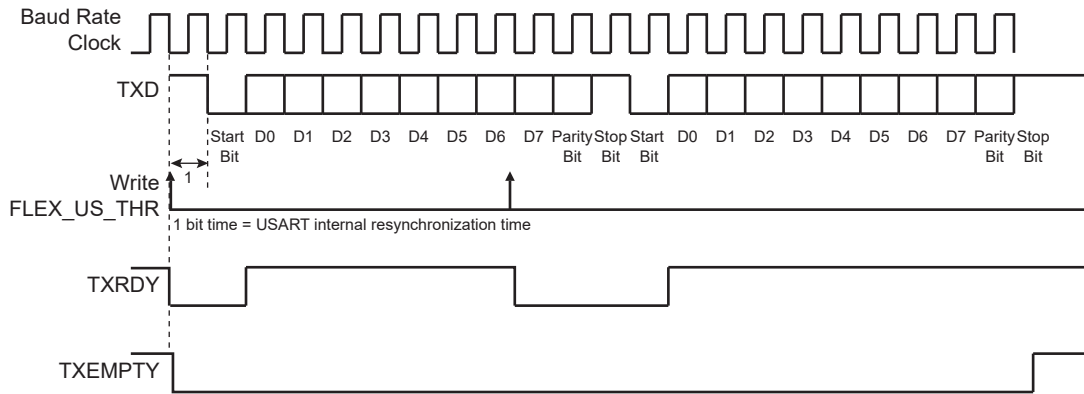 Baud Rate
Clock
TXD
Start D0 D1 D2 D3 D4 D5 D6 D7 Parity Stop Start D0 D1 D2 D3 D4 D5 D6 D7 Parity Stop
Bit Bit Bit Bit Bit Bit
1
Write
FLEX_US_THR
1 bit time = USART internal resynchronization time
TXRDY
TXEMPTY